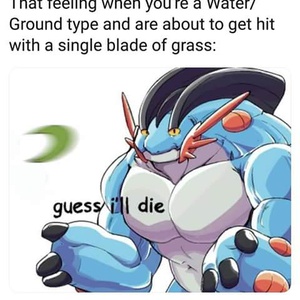 That feeling when you're a Water/
Ground type and are about to get hit
with a single blade of grass:
guess i'll die